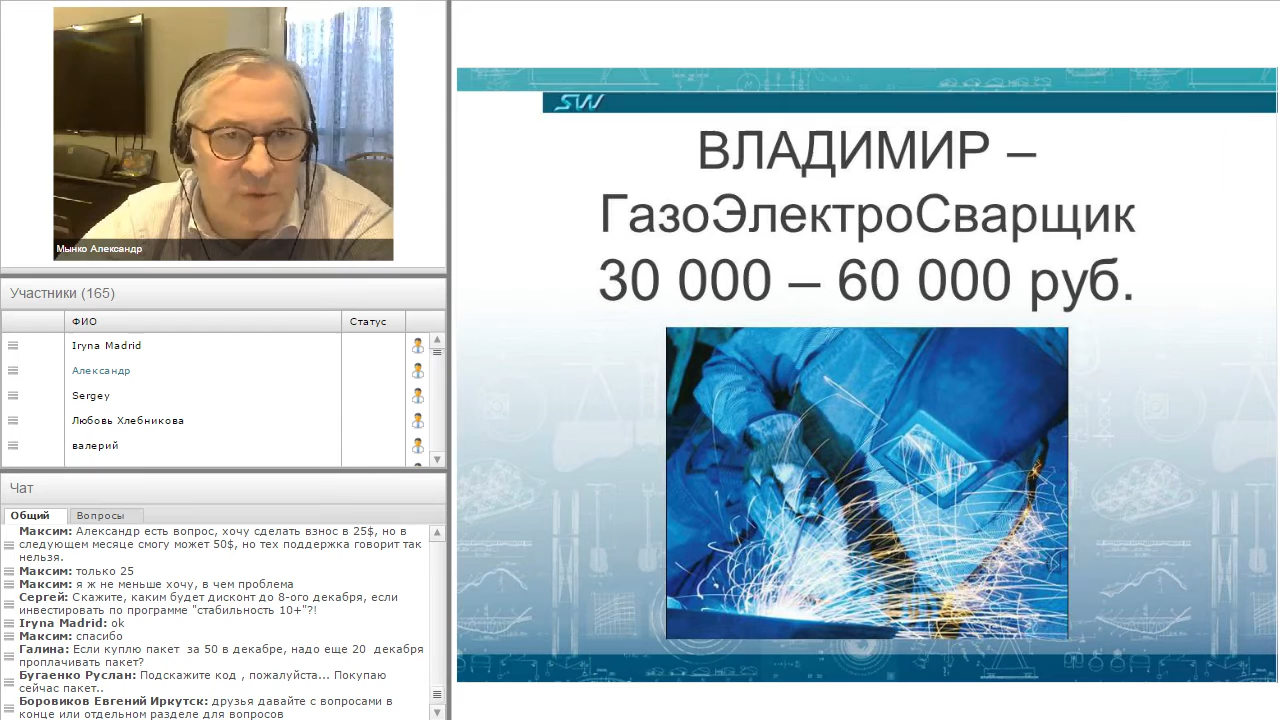 Мынко Александр
Участники (165)
ФИО
Статус
Iryna Madrid
Александр
Sergey
Любовь Хлебникова
валерий
Чат
Общий
Вопросы
Максим: Александр есть вопрос, хочу сделать взнос в 25$, но в
следующем месяце смогу может 50$, но тех поддержка говорит так
нельзя.
Максим: только 25
Максим: я ж не меньше хочу, в чем проблема
Сергей: Скажите, каким будет дисконт до 8-ого декабря, если
инвестировать по программе "стабильность 10+"?!
Iryna Madrid: ok
Максим: спасибо
Галина: Если куплю пакет за 50 в декабре, надо еще 20 декабря
проплачивать пакет?
Бугаенко Руслан: Подскажите код , пожалуйста... Покупаю
сейчас пакет..
Боровиков Евгений Иркутск: друзья давайте с вопросами в
конце или отдельном разделе для вопросов
SW
ВЛАДИМИР –
ГазоЭлектроСварщик
30 000 – 60 000 руб.